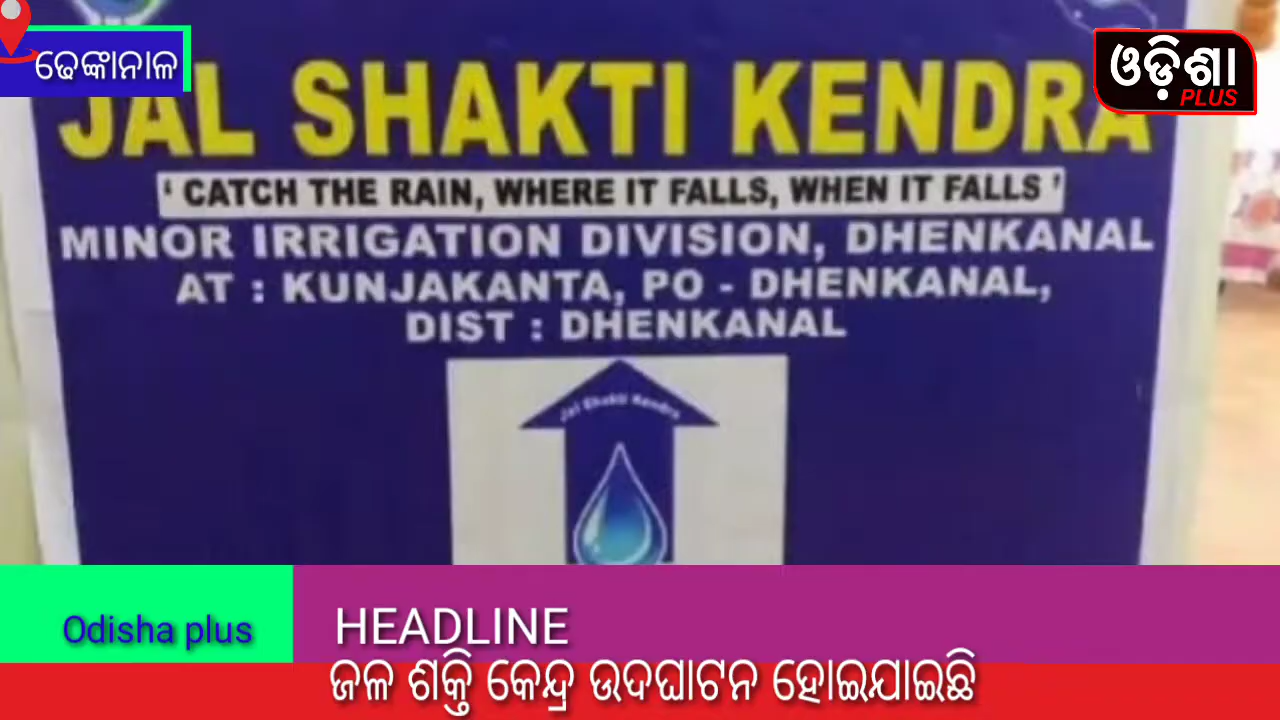 ଢେଙ୍କାନାଳ
ଓଡ଼ିଶା
PLUS
JAL SHAKTI KENDRA
‘ CATCH THE RAIN, WHERE IT FALLS, WHEN IT FALLS ’
MINOR IRRIGATION DIVISION, DHENKANAL
AT : KUNJAKANTA, PO - DHENKANAL,
DIST : DHENKANAL
Jal Shakti Kendra
Odisha plus
HEADLINE
ଜଳ ଶକ୍ତି କେନ୍ଦ୍ର ଉଦଘାଟନ ହୋଇଯାଇଛି